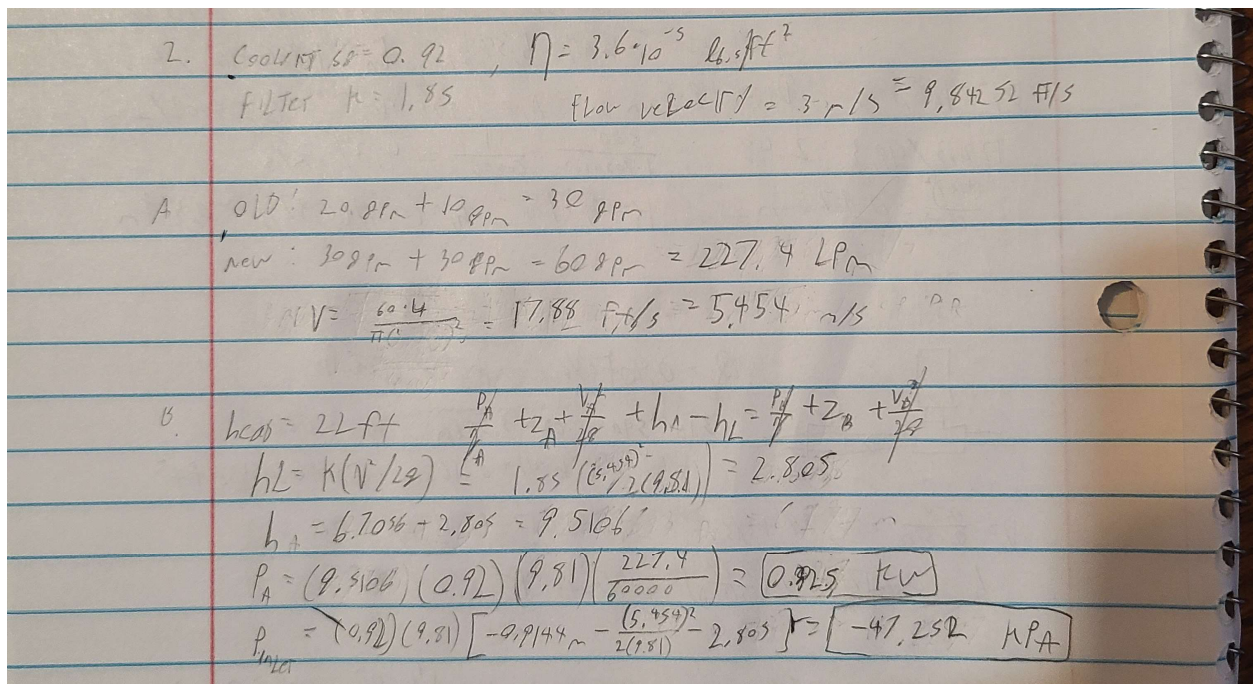 2. COOLANT SG = 0.92 , η = 3.6·10⁻⁵ lb·s/ft²
FILTER K = 1.85 FLOW VELOCITY = 3 m/s = 9.84252 ft/s
A OLD: 20 gpm + 10 gpm = 30 gpm
new: 30 gpm + 30 gpm = 60 gpm = 227.4 LPm
V = 60·4 / π( )² = 17.88 Ft/s = 5.454 m/s
B. = 22 ft P_A/γ + Z_A + V_A²/2g + h_A - h_L = P_B/γ + Z_B + V_B²/2g
hL = K(V²/2g) = 1.85 ((5.454)²/2(9.81)) = 2.805
h_A = 6.7056 + 2.805 = 9.5106
P_A = (9.5106)(0.92)(9.81)(227.4/60000) = KW
P_inlet = (0.92)(9.81)[-0.9144m - (5.454)²/2(9.81) - 2.805] = -47.252 KPA